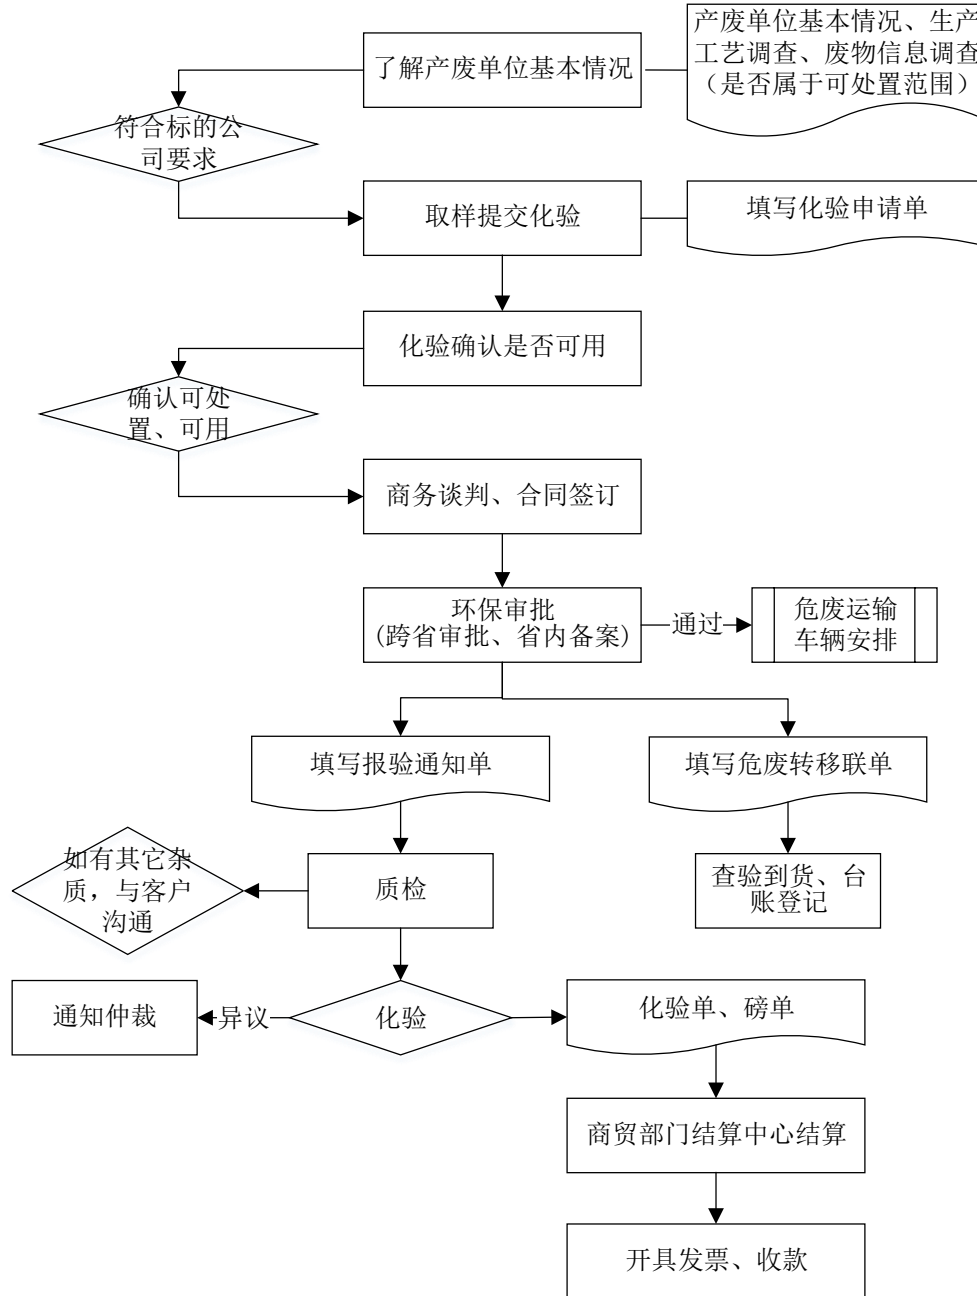 产废单位基本情况、生产
工艺调查、废物信息调查
（是否属于可处置范围）
了解产废单位基本情况
符合标的公
司要求
取样提交化验
填写化验申请单
化验确认是否可用
确认可处
置、可用
商务谈判、合同签订
环保审批
(跨省审批、省内备案)
通过
危废运输
车辆安排
填写报验通知单
填写危废转移联单
如有其它杂
质，与客户
沟通
质检
查验到货、台
账登记
通知仲裁
异议
化验
化验单、磅单
商贸部门结算中心结算
开具发票、收款